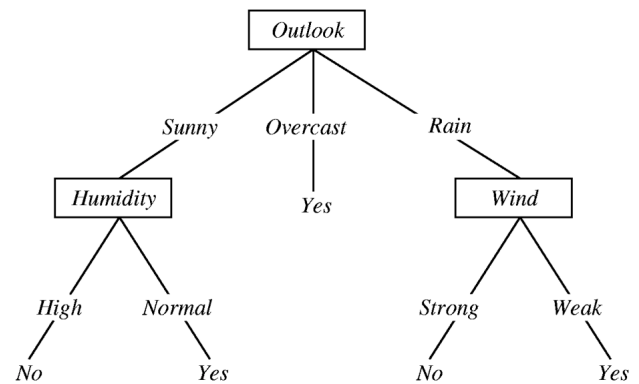 Outlook
Sunny Overcast Rain
Humidity Yes Wind
High Normal Strong Weak
No Yes No Yes